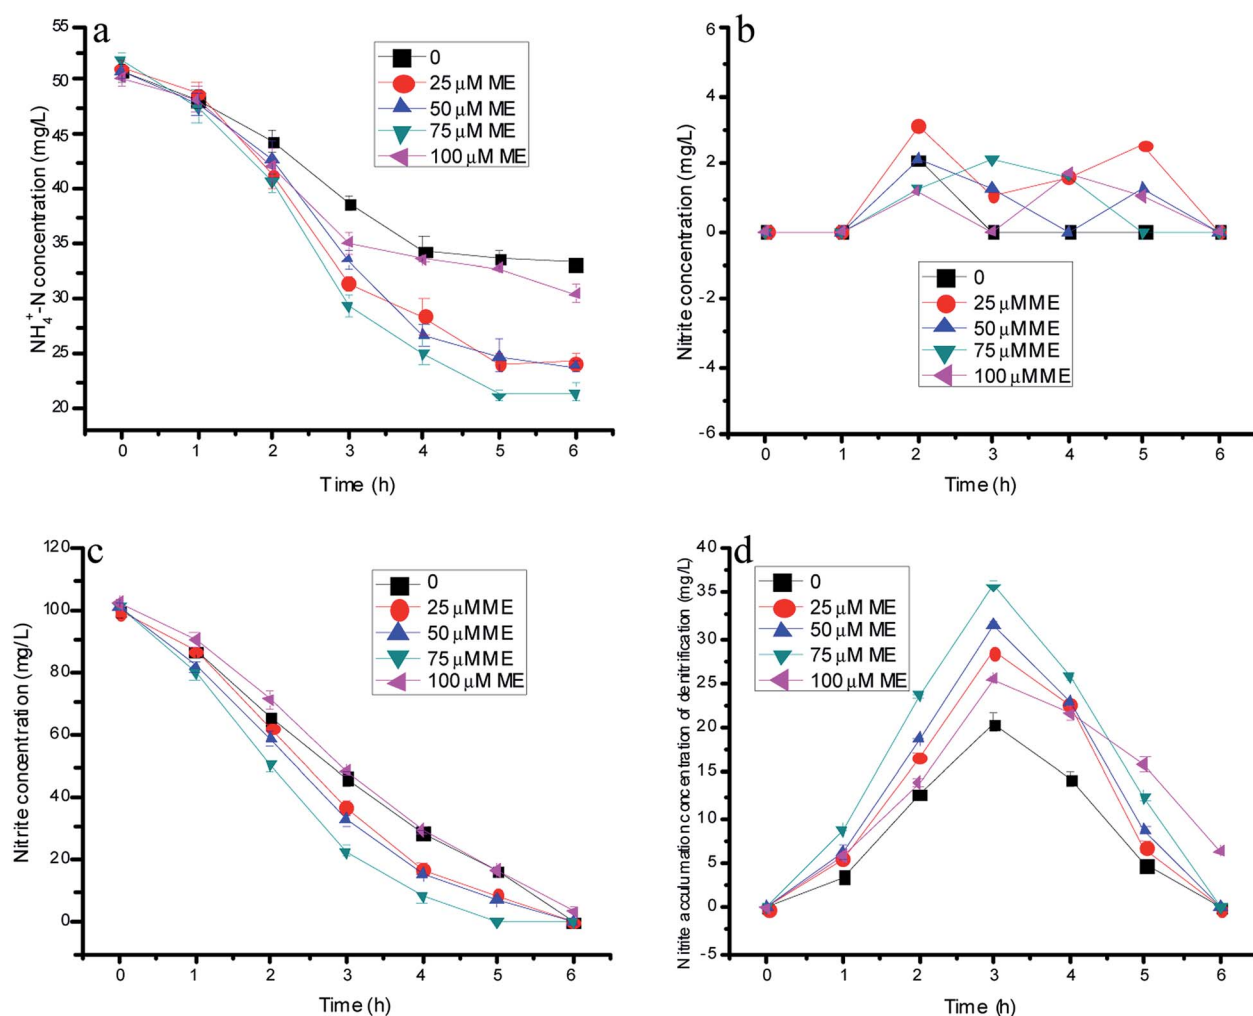 a
NH₄⁺-N concentration (mg/L)
55
50
45
40
35
30
25
20
0
25 μM ME
50 μM ME
75 μM ME
100 μM ME
0 1 2 3 4 5 6
Time (h)
b
Nitrite concentration (mg/L)
6
4
2
0
-2
-4
-6
0
25 μMME
50 μMME
75 μMME
100 μMME
0 1 2 3 4 5 6
Time (h)
c
Nitrite concentration (mg/L)
120
100
80
60
40
20
0
0
25 μMME
50 μMME
75 μMME
100 μM ME
0 1 2 3 4 5 6
Time (h)
d
Nitrite accumulation concentration of denitrification (mg/L)
40
35
30
25
20
15
10
5
0
-5
0
25 μM ME
50 μM ME
75 μM ME
100 μM ME
0 1 2 3 4 5 6
Time (h)